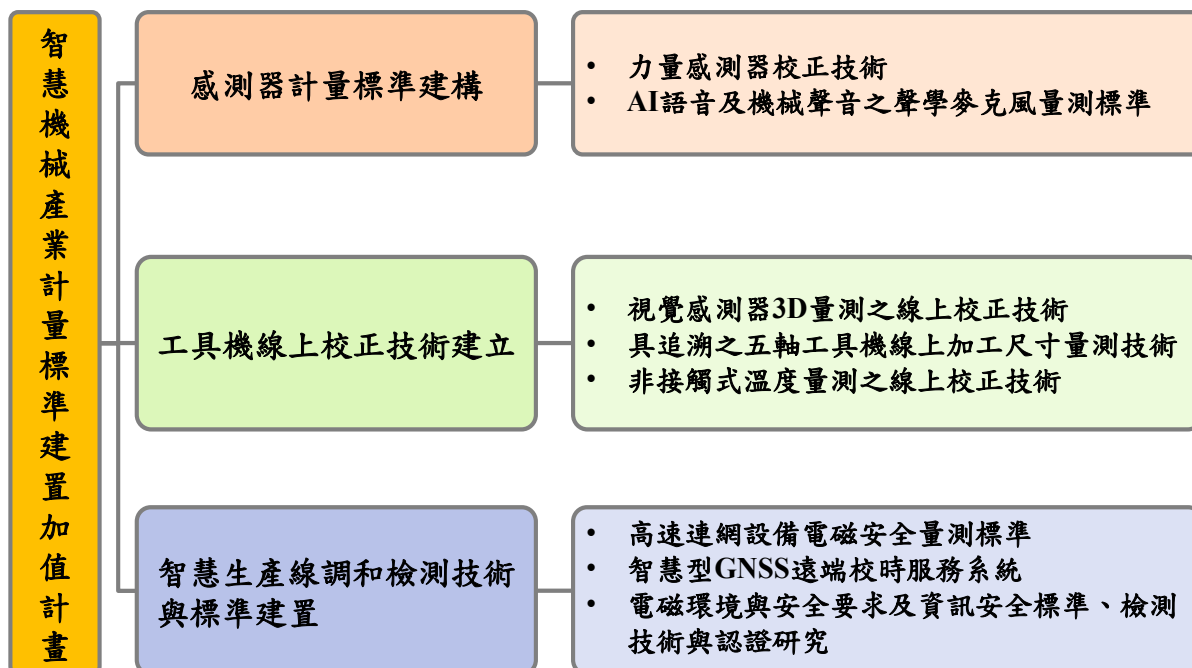 智慧機械產業計量標準建置加值計畫
感測器計量標準建構
• 力量感測器校正技術
• AI語音及機械聲音之聲學麥克風量測標準
工具機線上校正技術建立
• 視覺感測器3D量測之線上校正技術
• 具追溯之五軸工具機線上加工尺寸量測技術
• 非接觸式溫度量測之線上校正技術
智慧生產線調和檢測技術
與標準建置
• 高速連網設備電磁安全量測標準
• 智慧型GNSS遠端校時服務系統
• 電磁環境與安全要求及資訊安全標準、檢測
技術與認證研究